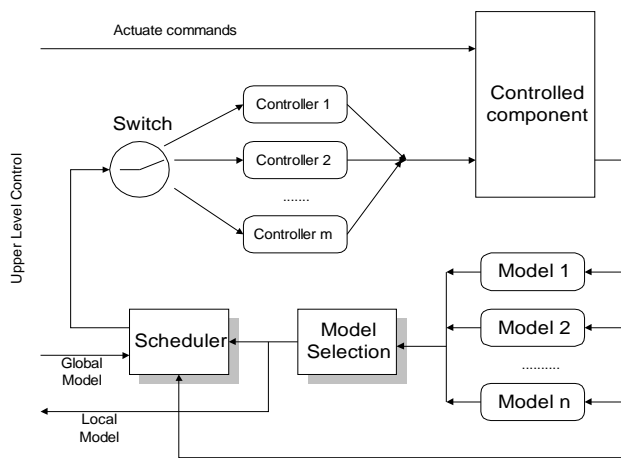 Actuate commands
Controlled
component
Controller 1
Switch
Controller 2
.......
Controller m
Upper Level Control
Model 1
Scheduler
Model
Selection
Model 2
..........
Global
Model
Model n
Local
Model